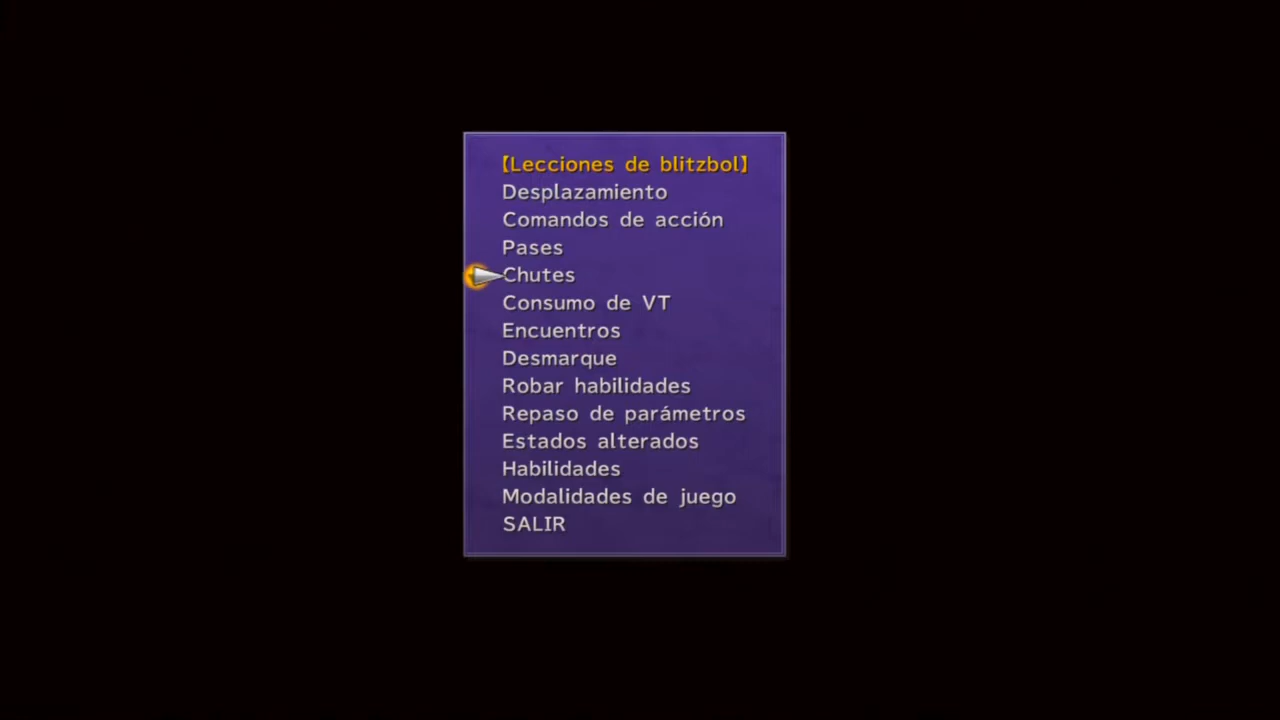 【Lecciones de blitzbol】
Desplazamiento
Comandos de acción
Pases
Chutes
Consumo de VT
Encuentros
Desmarque
Robar habilidades
Repaso de parámetros
Estados alterados
Habilidades
Modalidades de juego
SALIR